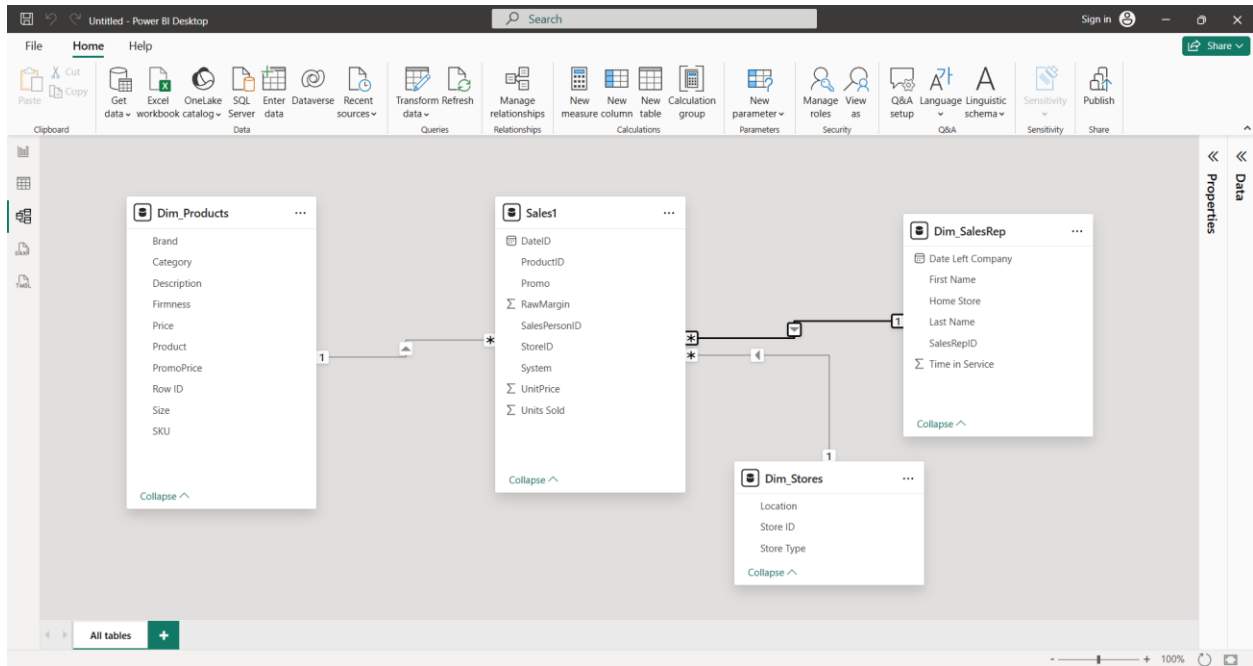 Untitled - Power BI Desktop
Search
Sign in
File Home Help
Share
Paste
Cut
Copy
Clipboard
Get data
Excel workbook
OneLake catalog
SQL Server
Enter data
Dataverse
Recent sources
Data
Transform data
Refresh
Queries
Manage relationships
Relationships
New measure
New column
New table
Calculation group
Calculations
New parameter
Parameters
Manage roles
View as
Security
Q&A setup
Language
Linguistic schema
Q&A
Sensitivity
Sensitivity
Publish
Share
Dim_Products
Brand
Category
Description
Firmness
Price
Product
PromoPrice
Row ID
Size
SKU
Collapse
1
*
Sales1
DateID
ProductID
Promo
RawMargin
SalesPersonID
StoreID
System
UnitPrice
Units Sold
Collapse
*
*
1
1
Dim_SalesRep
Date Left Company
First Name
Home Store
Last Name
SalesRepID
Time in Service
Collapse
Dim_Stores
Location
Store ID
Store Type
Collapse
Properties
Data
All tables
100%